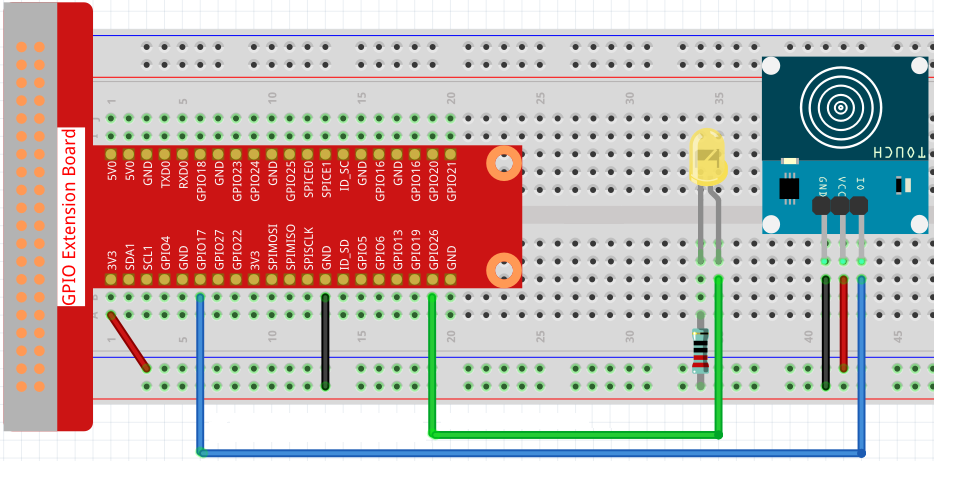 GPIO Extension Board
1 5 10 15 20 25 30 35
J
I
5V0 5V0 GND TXD0 RXD0 GPIO18 GND GPIO23 GPIO24 GND GPIO25 SPICE0 SPICE1 ID_SC GND GPIO16 GND GPIO16 GPIO20 GPIO21
3V3 SDA1 SCL1 GPIO4 GND GPIO17 GPIO27 GPIO22 3V3 SPIMOSI SPIMISO SPISCLK GND ID_SD GPIO5 GPIO6 GPIO13 GPIO19 GPIO26 GND
TOUCH
GND VCC IO
A
1 5 10 15 20 25 30 35 40 45